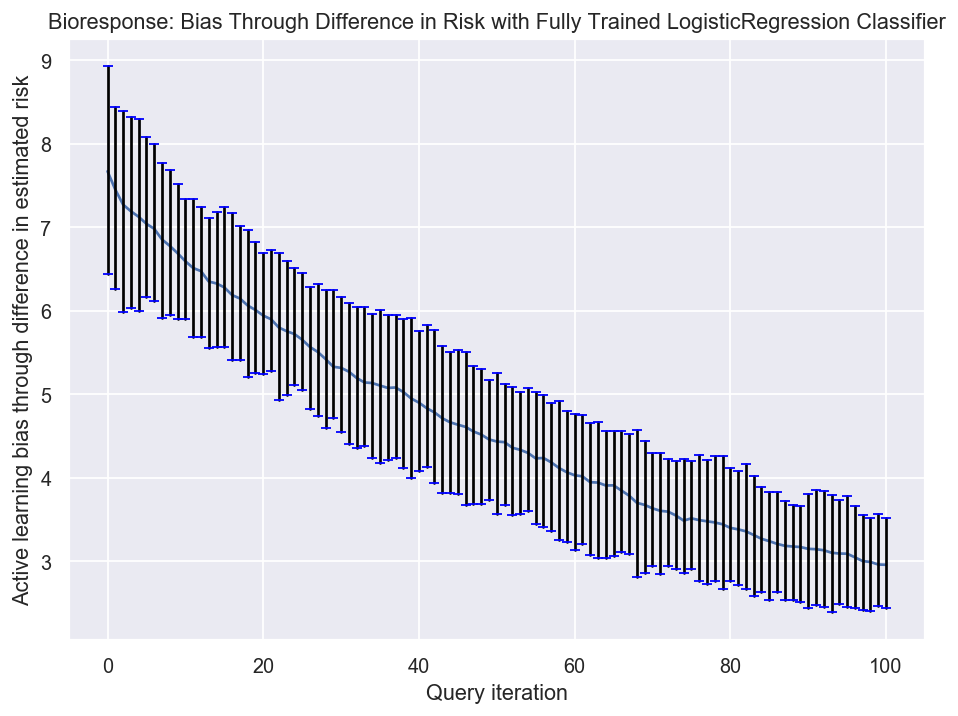 Bioresponse: Bias Through Difference in Risk with Fully Trained LogisticRegression Classifier
Active learning bias through difference in estimated risk
9
8
7
6
5
4
3
0 20 40 60 80 100
Query iteration